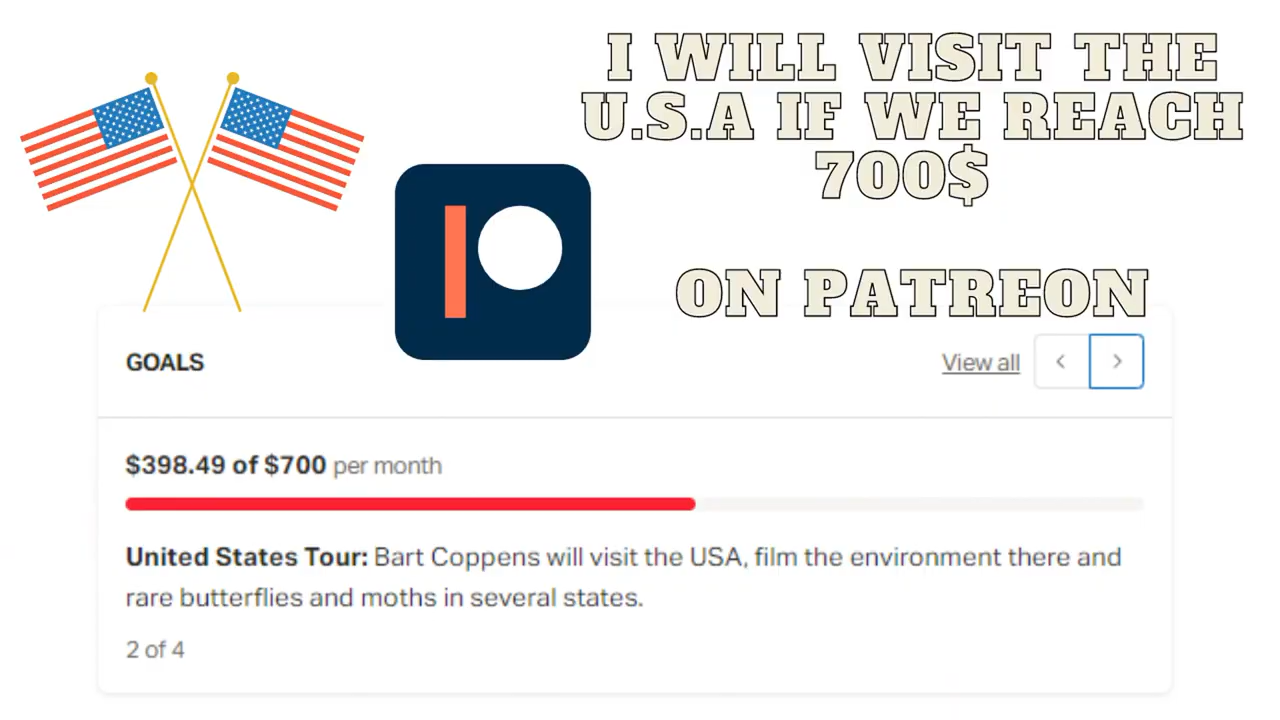 I WILL VISIT THE
U.S.A IF WE REACH
700$
ON PATREON
GOALS
View all
$398.49 of $700 per month
United States Tour: Bart Coppens will visit the USA, film the environment there and
rare butterflies and moths in several states.
2 of 4